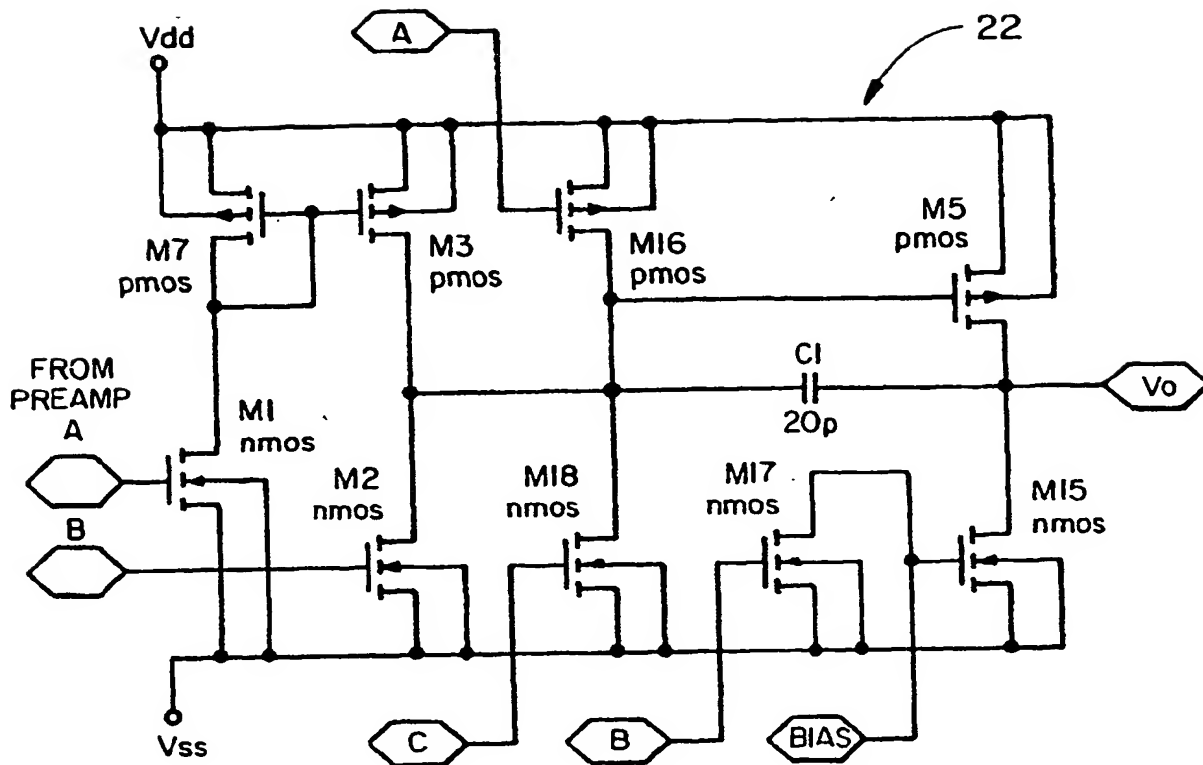 Vdd
A
22
M7
pmos
M3
pmos
M16
pmos
M5
pmos
FROM
PREAMP
A
M1
nmos
C1
20p
Vo
B
M2
nmos
M18
nmos
M17
nmos
M15
nmos
Vss
C
B
BIAS